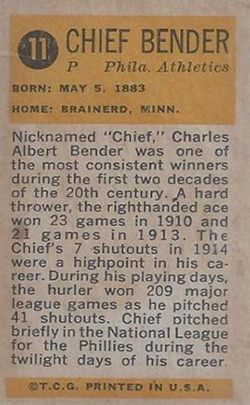 11 CHIEF BENDER
P Phila. Athletics
BORN: MAY 5. 1883
HOME: BRAINERD, MINN.
Nicknamed "Chief," Charles
Albert Bender was one of
the most consistent winners
during the first two decades
of the 20th century. A hard
thrower, the righthanded ace
won 23 games in 1910 and
21 games in 1913. The
Chief's 7 shutouts in 1914
were a highpoint in his ca-
reer. During his playing days,
the hurler won 209 major
league games as he pitched
41 shutouts. Chief pitched
briefly in the National League
for the Phillies during the
twilight days of his career.
©T.C.G. PRINTED IN U.S.A.